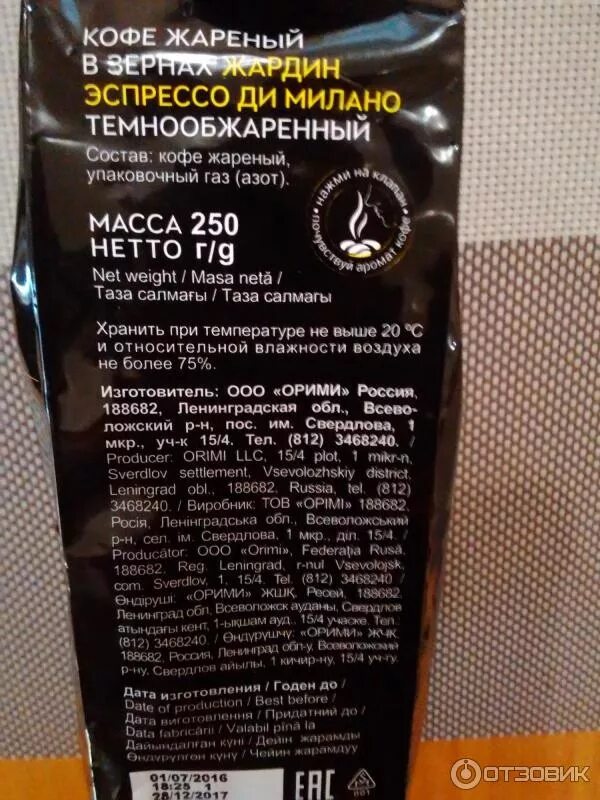 КОФЕ ЖАРЕНЫЙ
В ЗЕРНАХ ЖАРДИН
ЭСПРЕССО ДИ МИЛАНО
ТЕМНООБЖАРЕННЫЙ
Состав: кофе жареный,
упаковочный газ (азот).
нажми на клапан
почувствуй аромат кофе
МАССА 250
НЕТТО г/g
Net weight / Masa netă /
Таза салмағы / Таза салмагы
Хранить при температуре не выше 20 ºС
и относительной влажности воздуха
не более 75%.
Изготовитель: ООО «ОРИМИ» Россия,
188682, Ленинградская обл., Всево-
ложский р-н, пос. им. Свердлова, 1
мкр., уч-к 15/4. Тел. (812) 3468240. /
Producer: ORIMI LLC, 15/4 plot, 1 mikr-n,
Sverdlov settlement, Vsevolozhskiy district,
Leningrad obl., 188682, Russia, tel. (812)
3468240. / Виробник: ТОВ «ОРІМІ» 188682,
Росія, Ленінградська обл., Всеволожський
р-н, сел. ім. Свердлова, 1 мкр., діл. 15/4. /
Producător: ООО «Orimi», Federaţia Rusă,
188682, Reg. Leningrad, r-nul Vsevolojsk,
com. Sverdlov, 1, 15/4. Tel. (812) 3468240 /
Өндіруші: «ОРИМИ» ЖШҚ, Ресей, 188682,
Ленинград обл, Всеволожск ауданы, Свердлов
атындағы кент, 1-ықшам ауд., 15/4 учаске. Тел.:
(812) 3468240. / Өндүрүшчү: «ОРИМИ» ЖЧК,
188682, Россия, Ленинград обл-у, Всеволожский
р-ну, Свердлов айылы, 1 кичир-ну, 15/4 уч-гу.
Дата изготовления / Годен до /
Date of production / Best before /
Дата виготовлення / Придатний до /
Data fabricării / Valabil pînă la
Дайындалған күні / Дейін жарамды
Өндүрүлгөн күнү / Чейин жарамдуу
01/07/2016
18:25 1
28/12/2017
EAC
ОТЗОВИК